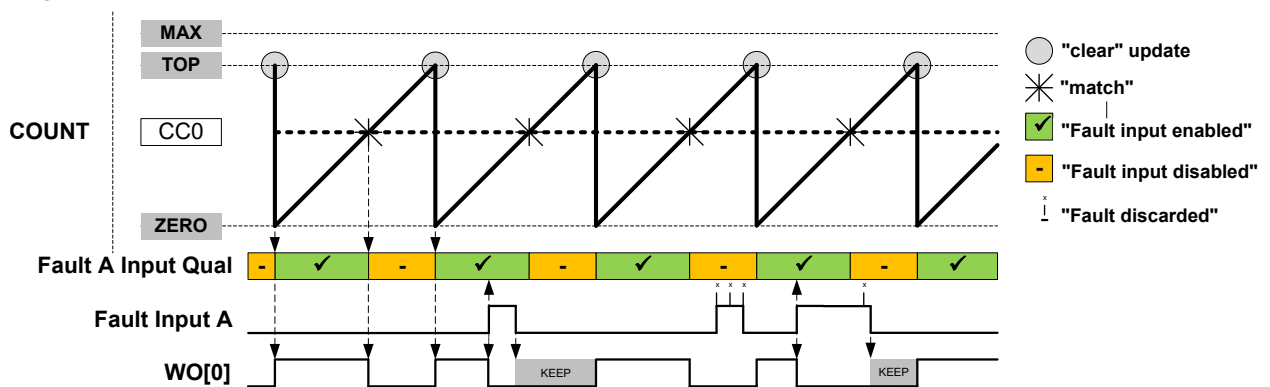 MAX
TOP
COUNT
CC0
ZERO
"clear" update
"match"
"Fault input enabled"
"Fault input disabled"
x
"Fault discarded"
Fault A Input Qual
- ✓ - ✓ - ✓ - ✓ - ✓
x x x x
Fault Input A
WO[0]
KEEP KEEP